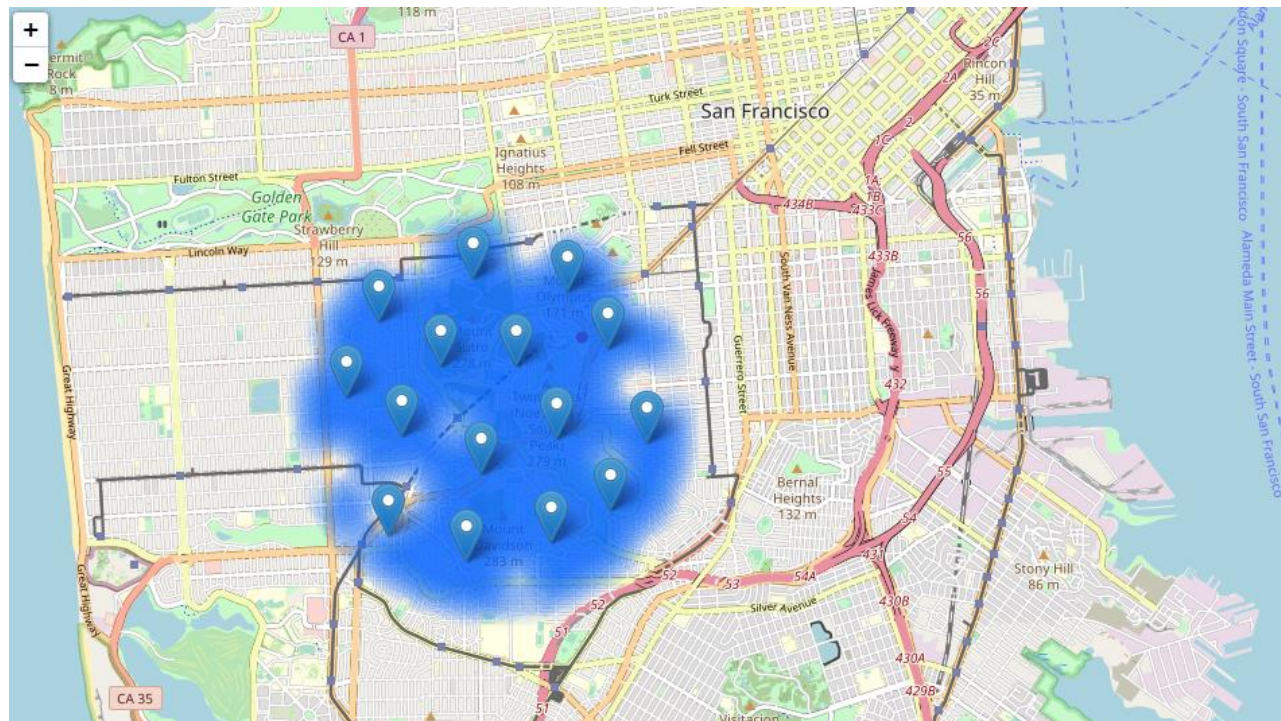 +
−
118 m
CA 1
Rock
8 m
Ignatius
Heights
108 m
Turk Street
San Francisco
Fell Street
2C
2A
Rincon
Hill
35 m
2
1C
1A
1B
433C
434B
433B
56
56
Fulton Street
Golden
Gate Park
Strawberry
Hill
129 m
Lincoln Way
Great Highway
171 m
South Van Ness Avenue
Guerrero Street
James Lick Freeway
432
279 m
Bernal
Heights
132 m
55
54
431
Mount
283 m
52
53
54A
52
51
51
Silver Avenue
430B
430A
429B
Stony Hill
86 m
Great Highway
CA 35
Visitacion
Alameda Main Street - South San Francisco